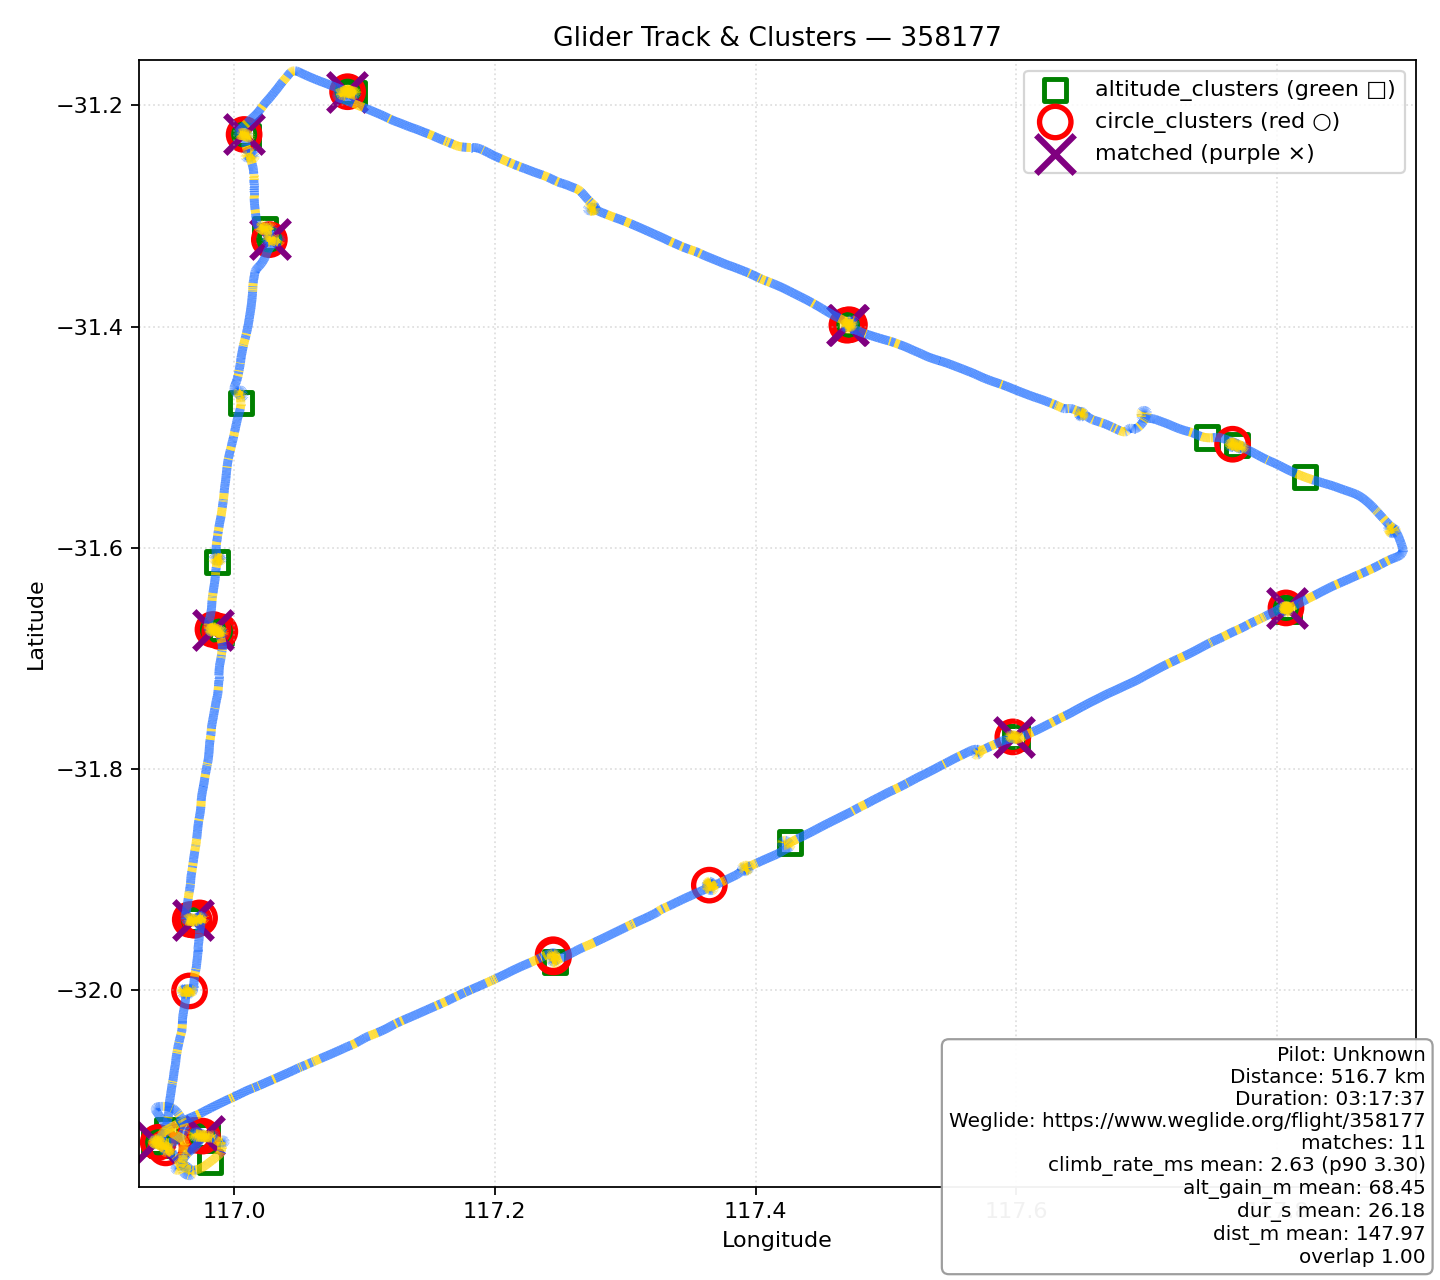 Glider Track & Clusters — 358177
altitude_clusters (green □)
circle_clusters (red ○)
matched (purple ×)
−31.2
−31.4
−31.6
−31.8
−32.0
Latitude
117.0
117.2
117.4
117.6
Longitude
Pilot: Unknown
Distance: 516.7 km
Duration: 03:17:37
Weglide: https://www.weglide.org/flight/358177
matches: 11
climb_rate_ms mean: 2.63 (p90 3.30)
alt_gain_m mean: 68.45
dur_s mean: 26.18
dist_m mean: 147.97
overlap 1.00